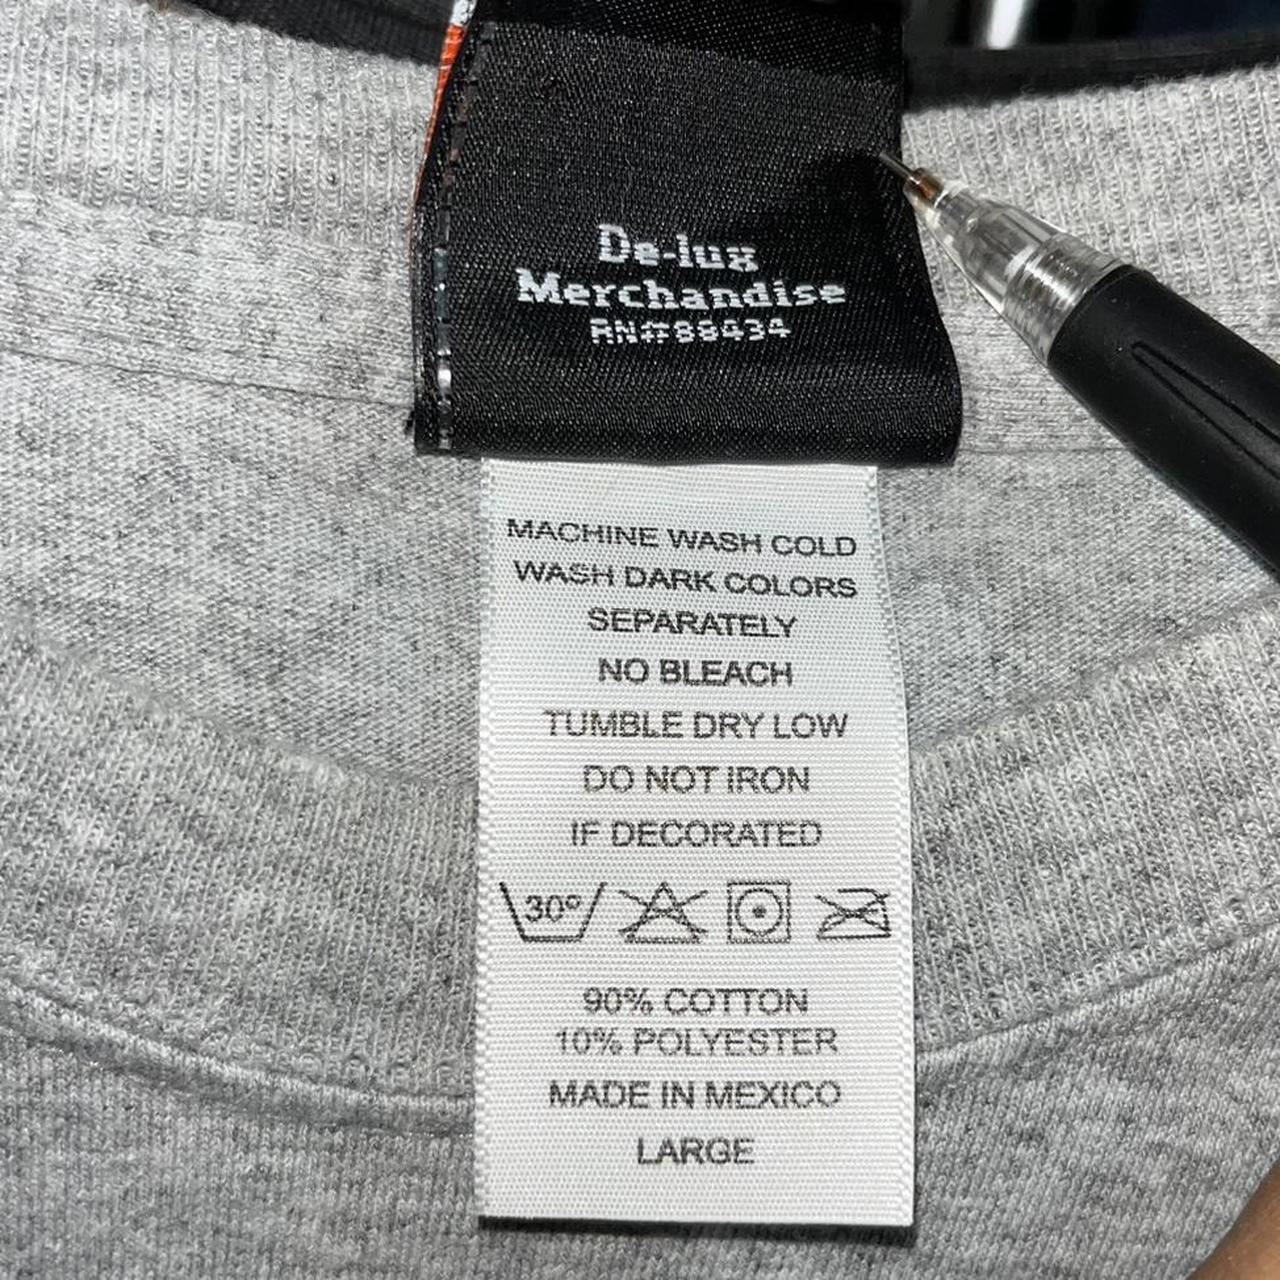 De-lux
Merchandise
RN#88434
MACHINE WASH COLD
WASH DARK COLORS
SEPARATELY
NO BLEACH
TUMBLE DRY LOW
DO NOT IRON
IF DECORATED
30º
90% COTTON
10% POLYESTER
MADE IN MEXICO
LARGE